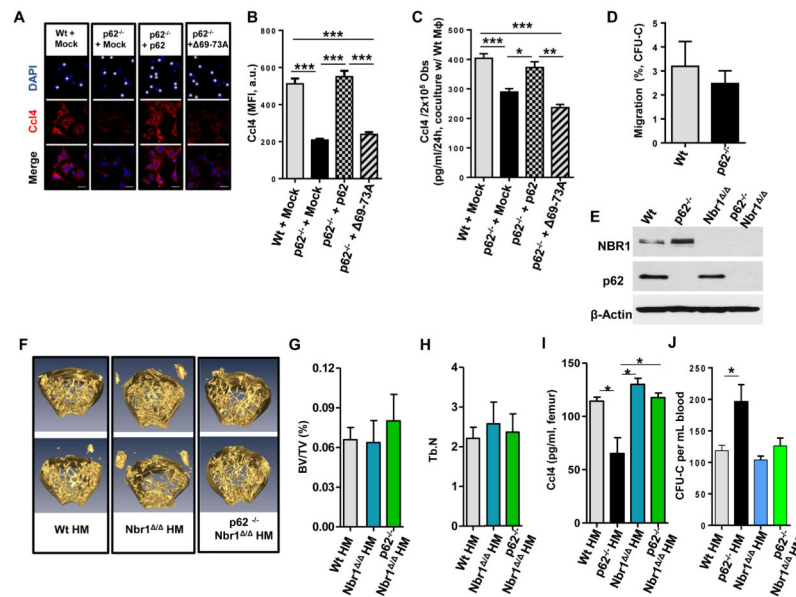 A
Wt +
Mock
p62-/-
+ Mock
p62-/-
+ p62
p62-/-
+Δ69-73A
DAPI
Ccl4
Merge
B
Ccl4 (MFI, a.u.)
800
600
400
200
0
***
*** *** ***
Wt + Mock
p62-/- + Mock
p62-/- + p62
p62-/- + Δ69-73A
C
Ccl4 /2x10⁵ Obs
(pg/ml/24h, coculture w/ Wt MΦ)
500
400
300
200
100
0
***
*** * **
Wt + Mock
p62-/- + Mock
p62-/- + p62
p62-/- + Δ69-73A
D
Migration (%, CFU-C)
5
4
3
2
1
0
Wt
p62-/-
E
Wt
p62-/-
Nbr1Δ/Δ
p62-/-
Nbr1Δ/Δ
NBR1
p62
β-Actin
F
Wt HM
Nbr1Δ/Δ HM
p62 -/-
Nbr1Δ/Δ HM
G
BV/TV (%)
0.12
0.09
0.06
0.03
0.00
Wt HM
Nbr1Δ/Δ HM
p62-/-
Nbr1Δ/Δ HM
H
Tb.N
6
4
2
0
Wt HM
Nbr1Δ/Δ HM
p62-/-
Nbr1Δ/Δ HM
I
Ccl4 (pg/ml, femur)
150
100
50
0
*
* *
Wt HM
p62-/- HM
Nbr1Δ/Δ HM
p62-/-
Nbr1Δ/Δ HM
J
CFU-C per mL blood
250
200
150
100
50
0
*
Wt HM
p62-/- HM
Nbr1Δ/Δ HM
p62-/-
Nbr1Δ/Δ HM